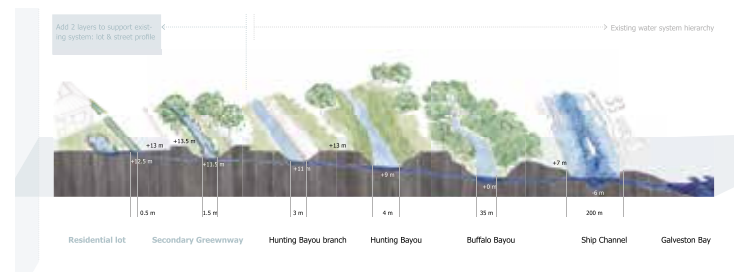 Add 2 layers to support exist-
ing system: lot & street profile
Existing water system hierarchy
+13 m
+13.5 m
+13 m
+7 m
+12.5 m
+11.5 m
+11 m
+9 m
+0 m
-6 m
0.5 m
1.5 m
3 m
4 m
35 m
200 m
Residential lot
Secondary Greewnway
Hunting Bayou branch
Hunting Bayou
Buffalo Bayou
Ship Channel
Galveston Bay